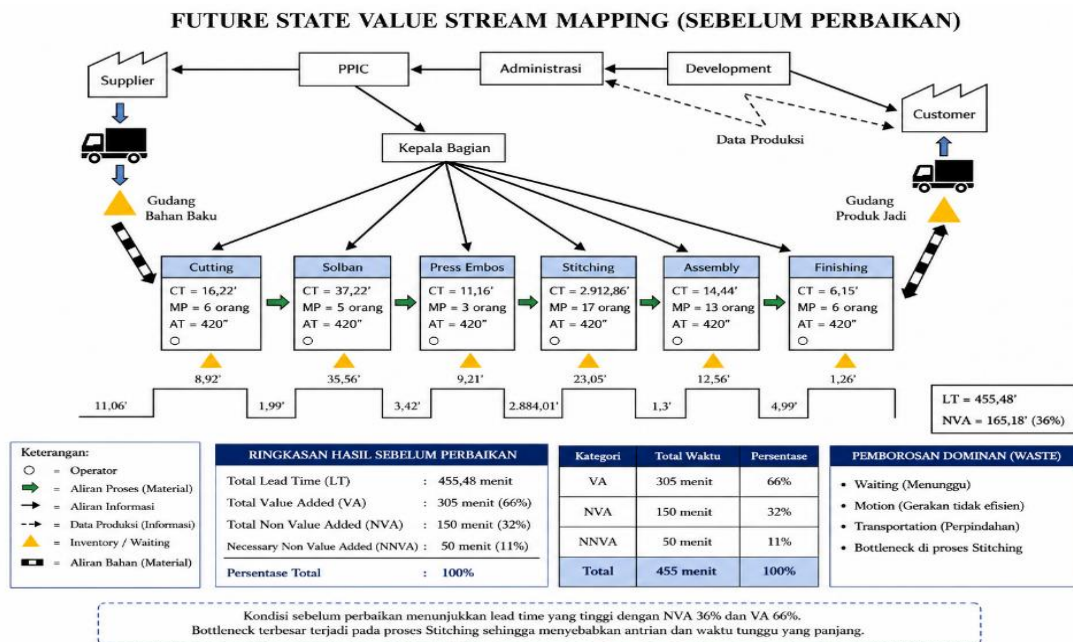 FUTURE STATE VALUE STREAM MAPPING (SEBELUM PERBAIKAN)
Supplier
PPIC
Administrasi
Development
Customer
Data Produksi
Kepala Bagian
Gudang
Bahan Baku
Gudang
Produk Jadi
Cutting
CT = 16,22'
MP = 6 orang
AT = 420"
Solban
CT = 37,22'
MP = 5 orang
AT = 420"
Press Embos
CT = 11,16'
MP = 3 orang
AT = 420"
Stitching
CT = 2.912,86'
MP = 17 orang
AT = 420"
Assembly
CT = 14,44'
MP = 13 orang
AT = 420"
Finishing
CT = 6,15'
MP = 6 orang
AT = 420"
8,92' 35,56' 9,21' 23,05' 12,56' 1,26'
11,06' 1,99' 3,42' 2.884,01' 1,3' 4,99'
LT = 455,48'
NVA = 165,18' (36%)
Keterangan:
= Operator
= Aliran Proses (Material)
= Aliran Informasi
= Data Produksi (Informasi)
= Inventory / Waiting
= Aliran Bahan (Material)
RINGKASAN HASIL SEBELUM PERBAIKAN
Total Lead Time (LT) : 455,48 menit
Total Value Added (VA) : 305 menit (66%)
Total Non Value Added (NVA) : 150 menit (32%)
Necessary Non Value Added (NNVA) : 50 menit (11%)
Persentase Total : 100%
Kategori Total Waktu Persentase
VA 305 menit 66%
NVA 150 menit 32%
NNVA 50 menit 11%
Total 455 menit 100%
PEMBOROSAN DOMINAN (WASTE)
• Waiting (Menunggu)
• Motion (Gerakan tidak efisien)
• Transportation (Perpindahan)
• Bottleneck di proses Stitching
Kondisi sebelum perbaikan menunjukkan lead time yang tinggi dengan NVA 36% dan VA 66%.
Bottleneck terbesar terjadi pada proses Stitching sehingga menyebabkan antrian dan waktu tunggu yang panjang.